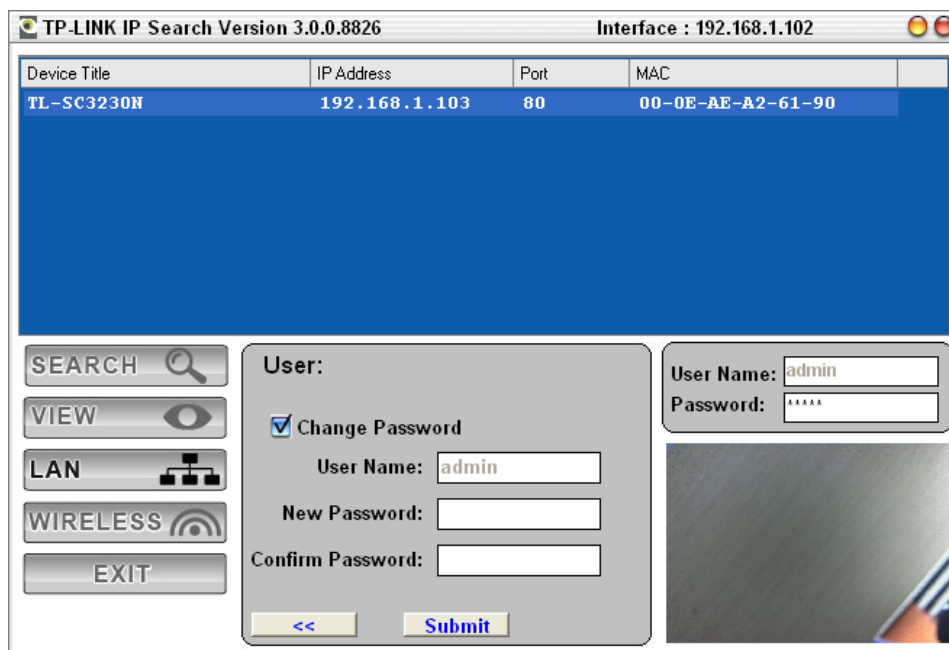 TP-LINK IP Search Version 3.0.0.8826 Interface : 192.168.1.102
Device Title IP Address Port MAC
TL-SC3230N 192.168.1.103 80 00-0E-AE-A2-61-90
SEARCH
VIEW
LAN
WIRELESS
EXIT
User:
Change Password
User Name: admin
New Password:
Confirm Password:
<< Submit
User Name: admin
Password: *****